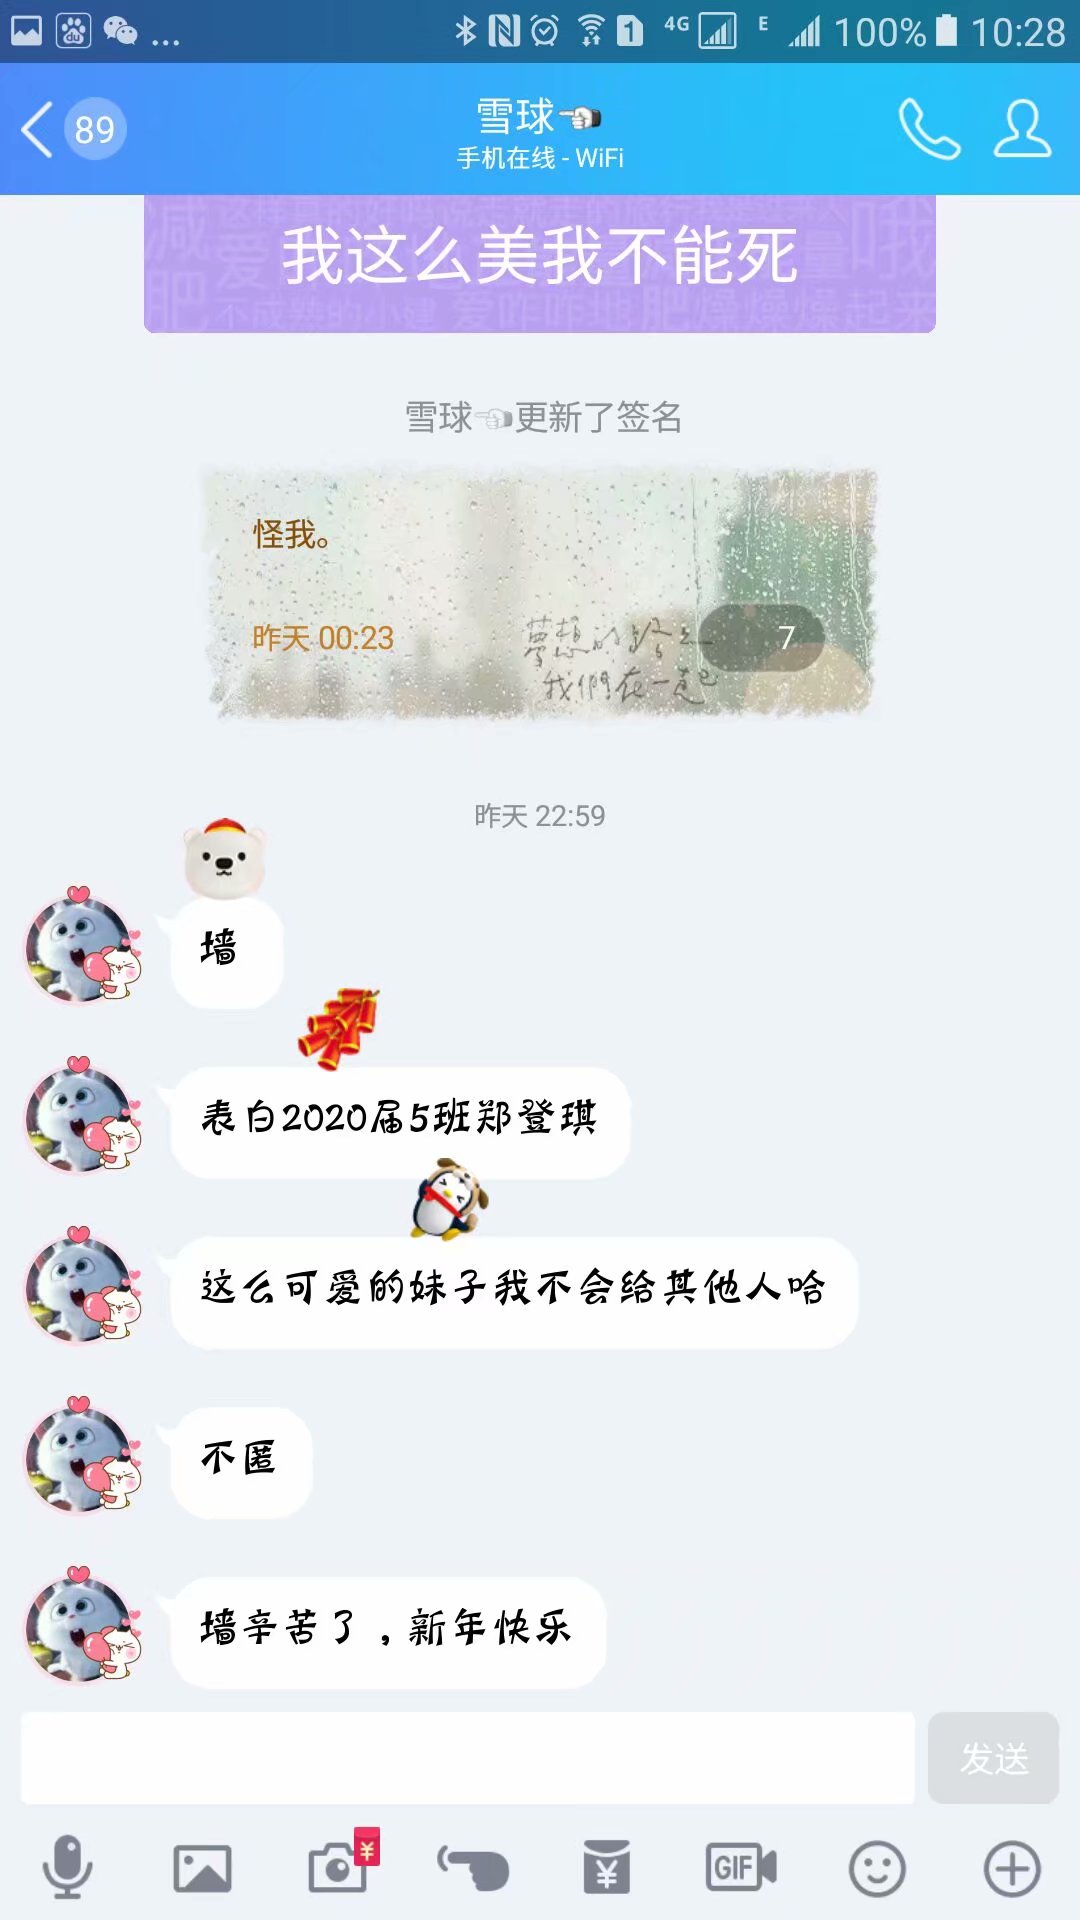 ... 1 4G E 100% 10:28
89
雪球
手机在线 - WiFi
我这么美我不能死
雪球更新了签名
怪我。
昨天 00:23
夢想的路上
我們在一起
7
昨天 22:59
墙
表白2020届5班郑登琪
这么可爱的妹子我不会给其他人哈
不匿
墙辛苦了，新年快乐
发送
GIF